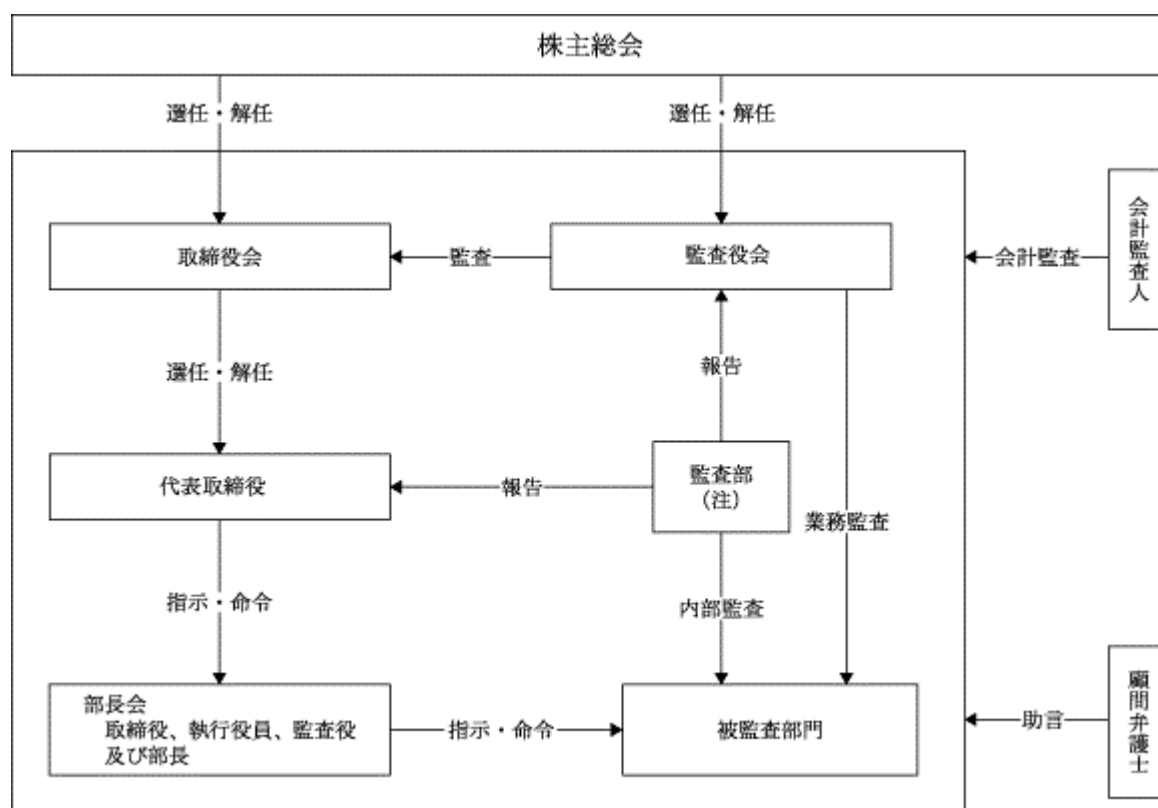 株主総会
選任・解任
選任・解任
取締役会
監査
監査役会
会計監査
会計監査人
選任・解任
報告
代表取締役
報告
監査部
（注）
業務監査
指示・命令
内部監査
部長会
取締役、執行役員、監査役
及び部長
指示・命令
被監査部門
助言
顧問弁護士